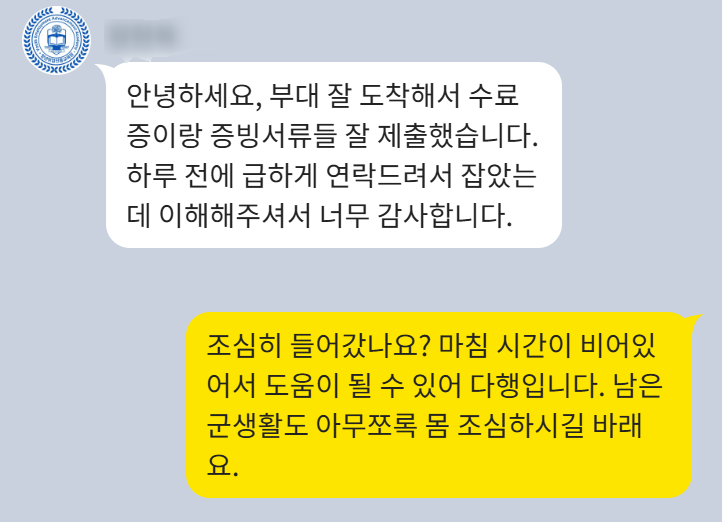 안녕하세요, 부대 잘 도착해서 수료
증이랑 증빙서류들 잘 제출했습니다.
하루 전에 급하게 연락드려서 잡았는
데 이해해주셔서 너무 감사합니다.
조심히 들어갔나요? 마침 시간이 비어있
어서 도움이 될 수 있어 다행입니다. 남은
군생활도 아무쪼록 몸 조심하시길 바래
요.